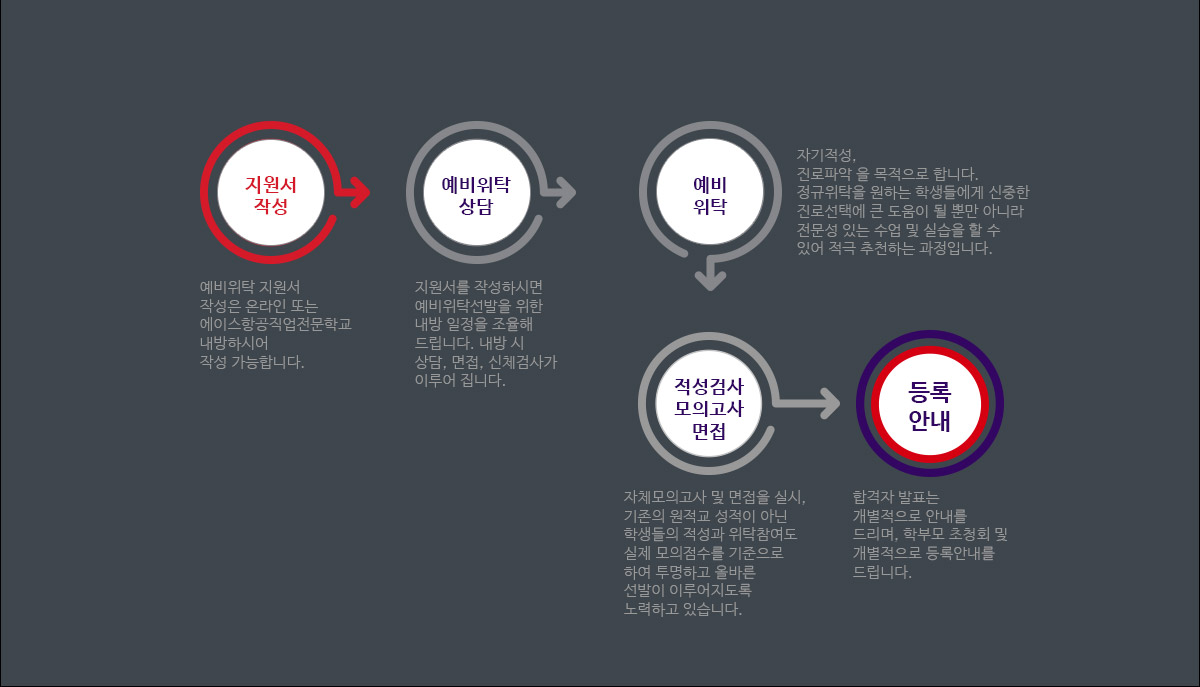 지원서
작성
예비위탁 지원서
작성은 온라인 또는
에이스항공직업전문학교
내방하시어
작성 가능합니다.
예비위탁
상담
지원서를 작성하시면
예비위탁선발을 위한
내방 일정을 조율해
드립니다. 내방 시
상담, 면접, 신체검사가
이루어 집니다.
예비
위탁
자기적성,
진로파악 을 목적으로 합니다.
정규위탁을 원하는 학생들에게 신중한
진로선택에 큰 도움이 될 뿐만 아니라
전문성 있는 수업 및 실습을 할 수
있어 적극 추천하는 과정입니다.
적성검사
모의고사
면접
자체모의고사 및 면접을 실시,
기존의 원적교 성적이 아닌
학생들의 적성과 위탁참여도
실제 모의점수를 기준으로
하여 투명하고 올바른
선발이 이루어지도록
노력하고 있습니다.
등록
안내
합격자 발표는
개별적으로 안내를
드리며, 학부모 초청회 및
개별적으로 등록안내를
드립니다.